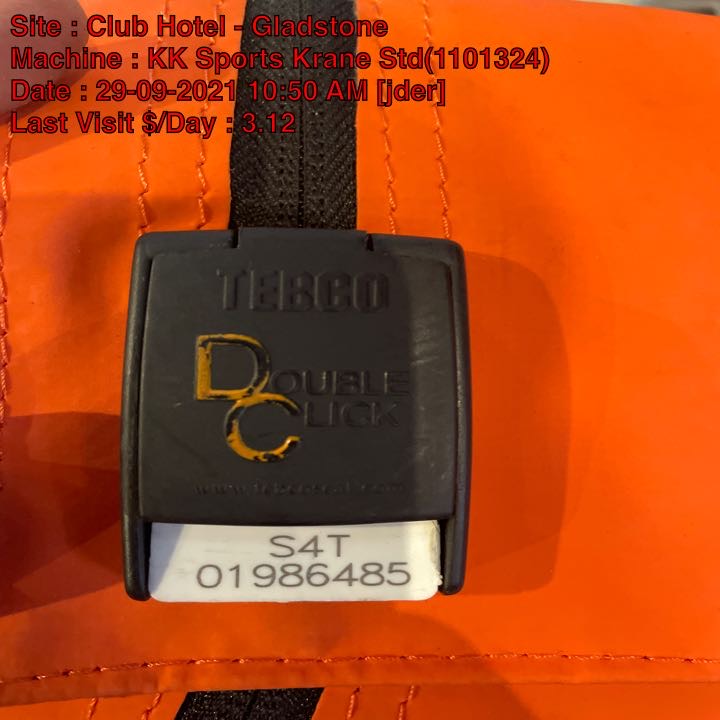 Site : Club Hotel - Gladstone
Machine : KK Sports Krane Std(1101324)
Date : 29-09-2021 10:50 AM [jder]
Last Visit $/Day : 3.12
TEBCO
DOUBLE
CLICK
S4T
01986485